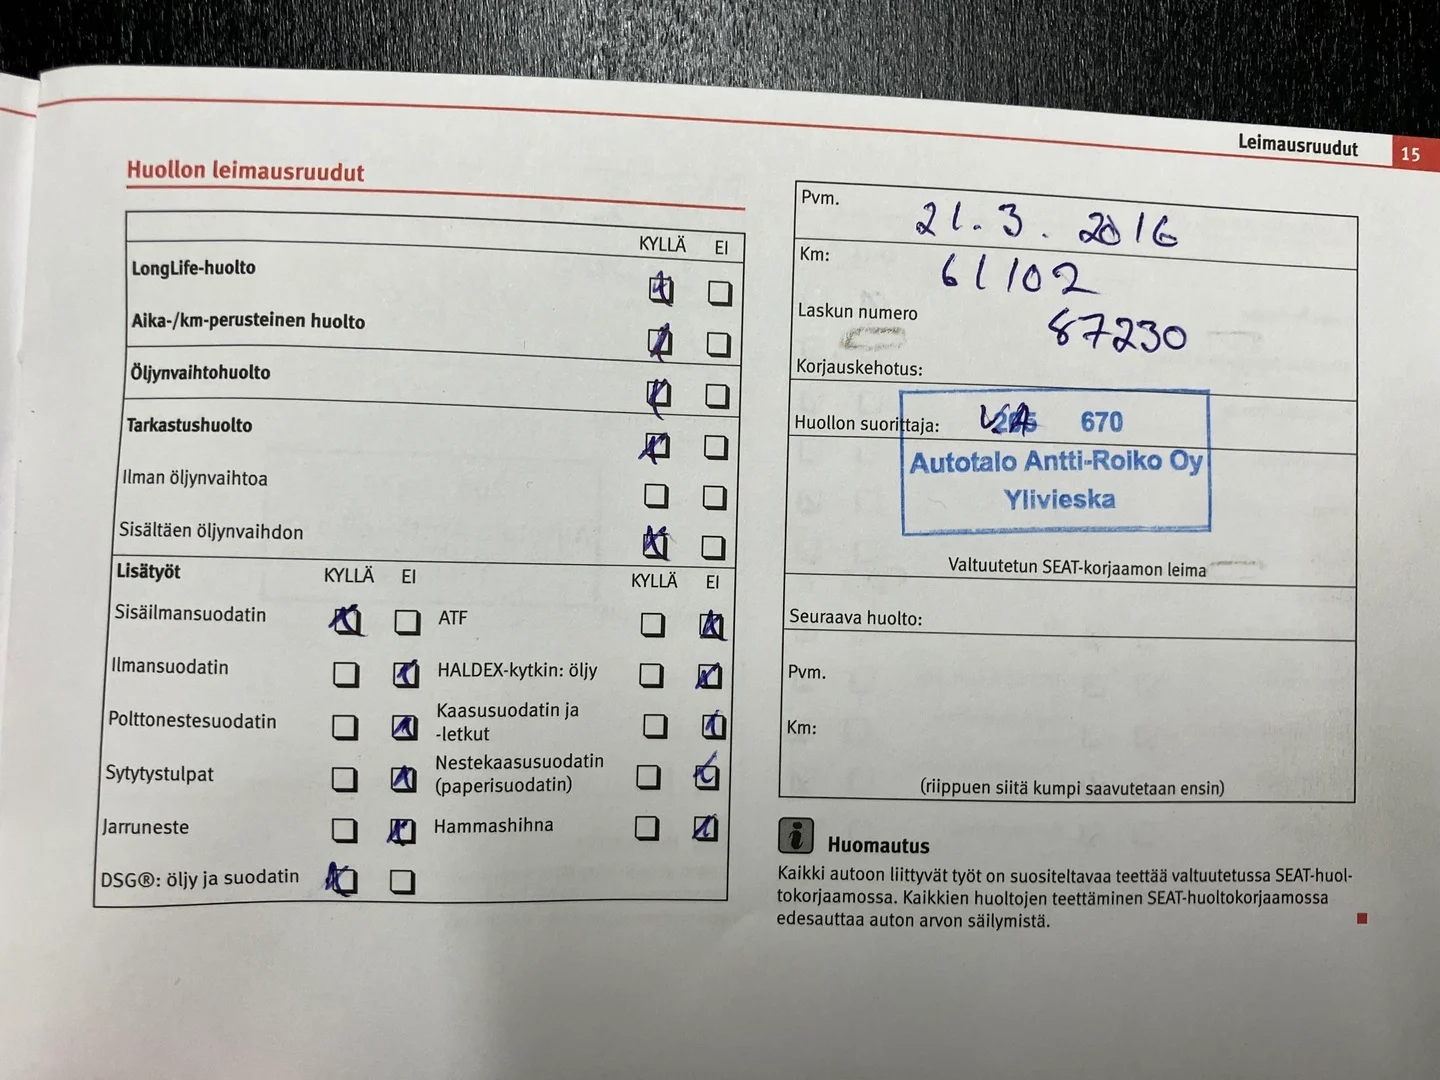 Leimausruudut 15
Huollon leimausruudut
KYLLÄ EI
LongLife-huolto
Aika-/km-perusteinen huolto
Öljynvaihtohuolto
Tarkastushuolto
Ilman öljynvaihtoa
Sisältäen öljynvaihdon
Lisätyöt KYLLÄ EI KYLLÄ EI
Sisäilmansuodatin ATF
Ilmansuodatin HALDEX-kytkin: öljy
Polttonestesuodatin Kaasusuodatin ja
-letkut
Sytytystulpat Nestekaasusuodatin
(paperisuodatin)
Jarruneste Hammashihna
DSG®: öljy ja suodatin
Pvm. 21.3.2016
Km: 61102
Laskun numero 87230
Korjauskehotus:
Huollon suorittaja: 670
Autotalo Antti-Roiko Oy
Ylivieska
Valtuutetun SEAT-korjaamon leima
Seuraava huolto:
Pvm.
Km:
(riippuen siitä kumpi saavutetaan ensin)
i Huomautus
Kaikki autoon liittyvät työt on suositeltavaa teettää valtuutetussa SEAT-huol-
tokorjaamossa. Kaikkien huoltojen teettäminen SEAT-huoltokorjaamossa
edesauttaa auton arvon säilymistä.